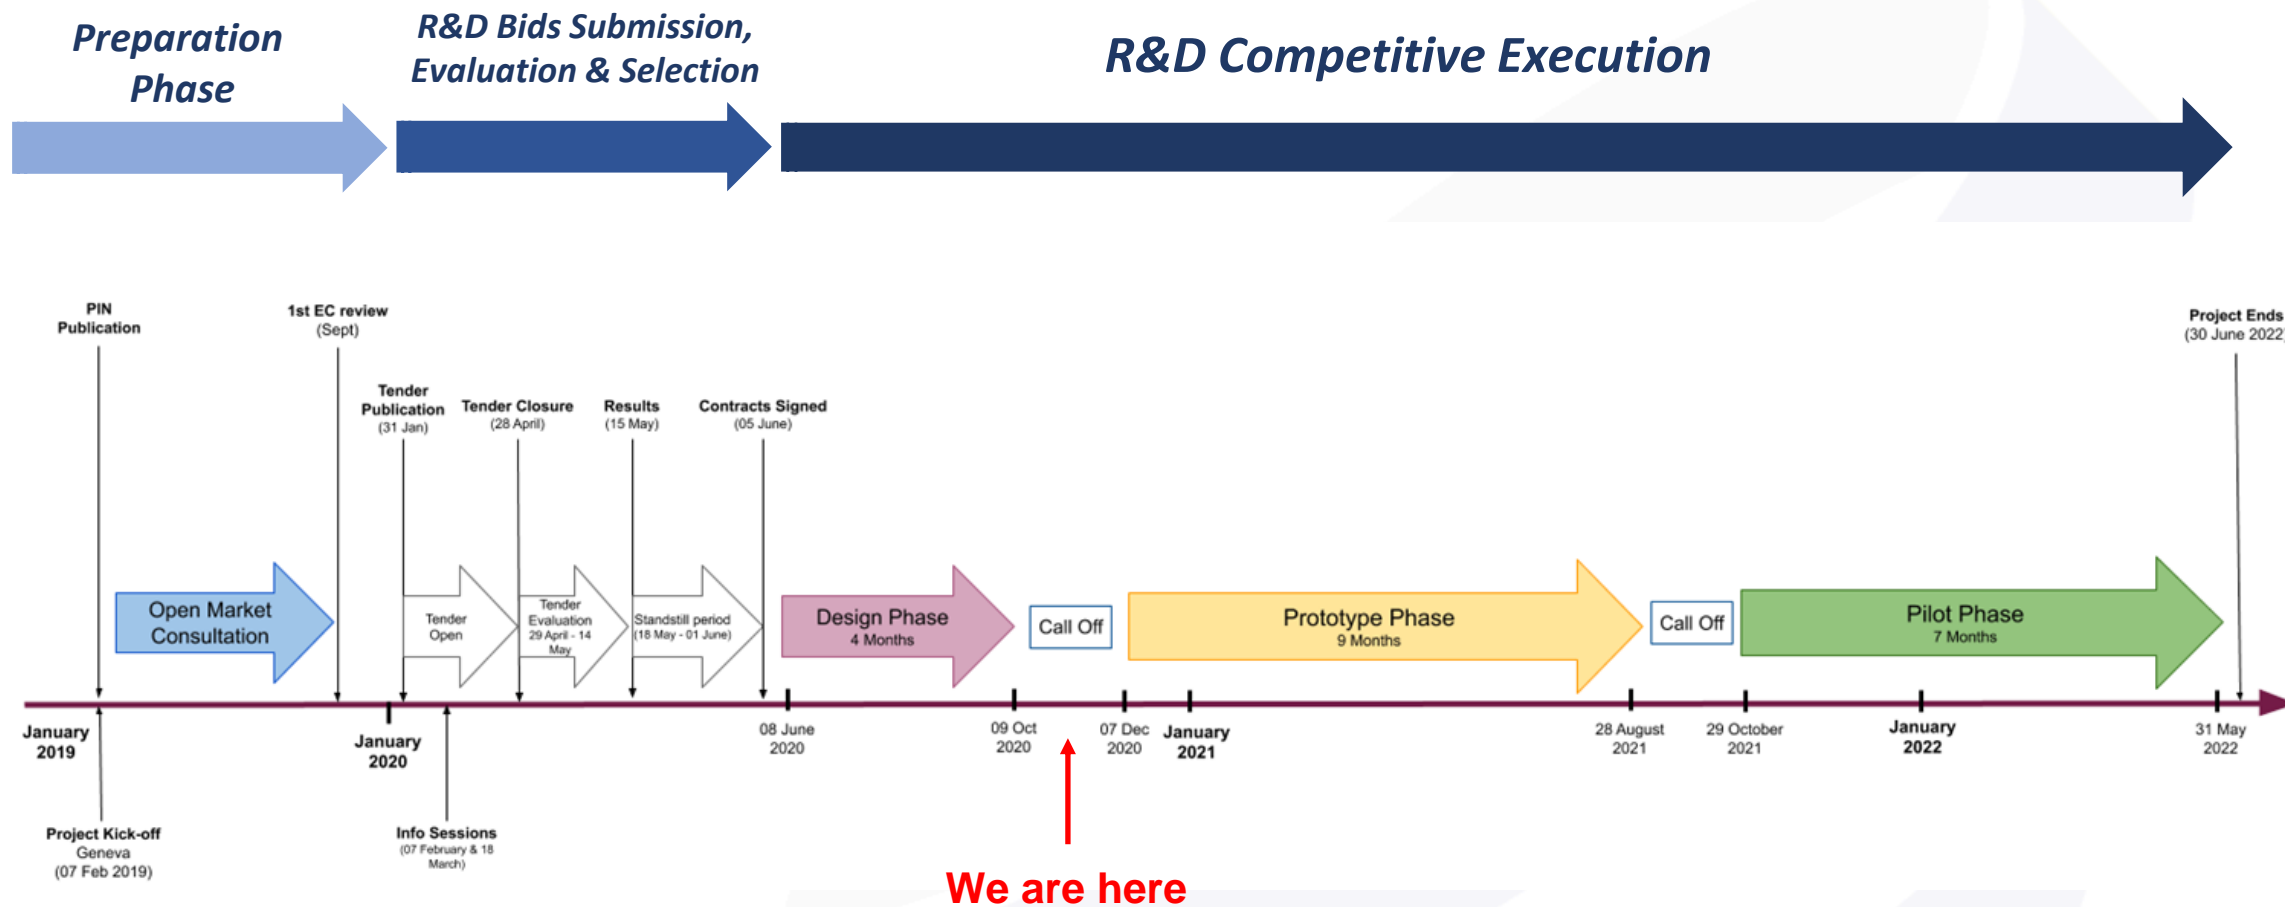 Preparation
Phase
R&D Bids Submission,
Evaluation & Selection
R&D Competitive Execution
PIN
Publication
1st EC review
(Sept)
Tender
Publication
(31 Jan)
Tender Closure
(28 April)
Results
(15 May)
Contracts Signed
(05 June)
Project Ends
(30 June 2022)
Open Market
Consultation
Tender
Open
Tender
Evaluation
29 April - 14
May
Standstill period
(18 May - 01 June)
Design Phase
4 Months
Call Off
Prototype Phase
9 Months
Call Off
Pilot Phase
7 Months
January
2019
January
2020
08 June
2020
09 Oct
2020
07 Dec
2020
January
2021
28 August
2021
29 October
2021
January
2022
31 May
2022
Project Kick-off
Geneva
(07 Feb 2019)
Info Sessions
(07 February & 18
March)
We are here